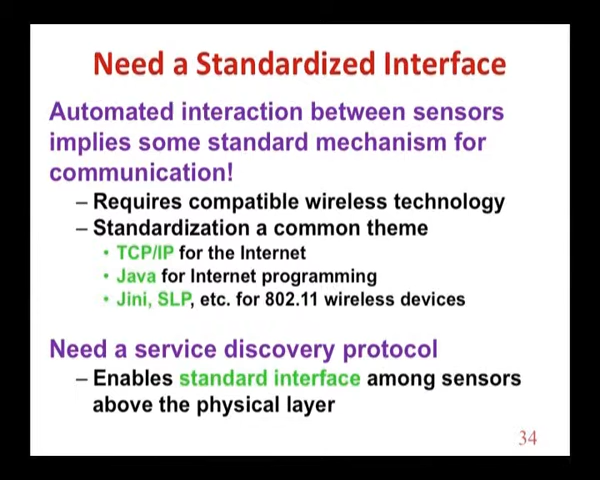 Need a Standardized Interface
Automated interaction between sensors
implies some standard mechanism for
communication!
– Requires compatible wireless technology
– Standardization a common theme
• TCP/IP for the Internet
• Java for Internet programming
• Jini, SLP, etc. for 802.11 wireless devices
Need a service discovery protocol
– Enables standard interface among sensors
above the physical layer
34